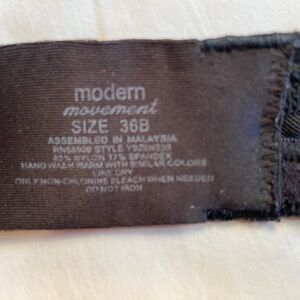 modern
movement
SIZE 36B
ASSEMBLED IN MALAYSIA
STYLE
83% NYLON 17% SPANDEX
HAND WASH WARM WITH SIMILAR COLORS
LINE DRY
ONLY NON-CHLORINE BLEACH WHEN NEEDED
DO NOT IRON